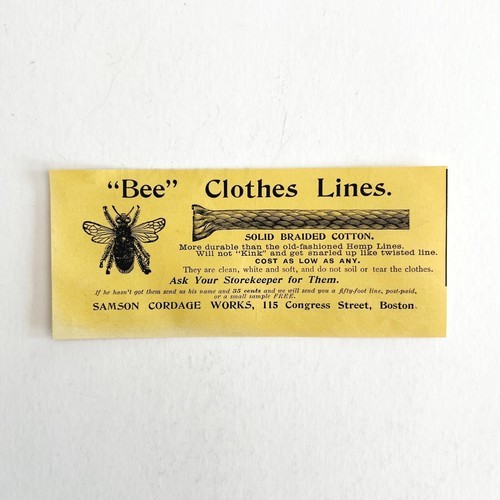 "Bee" Clothes Lines.
SOLID BRAIDED COTTON.
More durable than the old-fashioned Hemp Lines.
Will not "Kink" and get snarled up like twisted line.
COST AS LOW AS ANY.
They are clean, white and soft, and do not soil or tear the clothes.
Ask Your Storekeeper for Them.
If he hasn't got them send us his name and 35 cents and we will send you a fifty-foot line, post-paid,
or a small sample FREE.
SAMSON CORDAGE WORKS, 115 Congress Street, Boston.